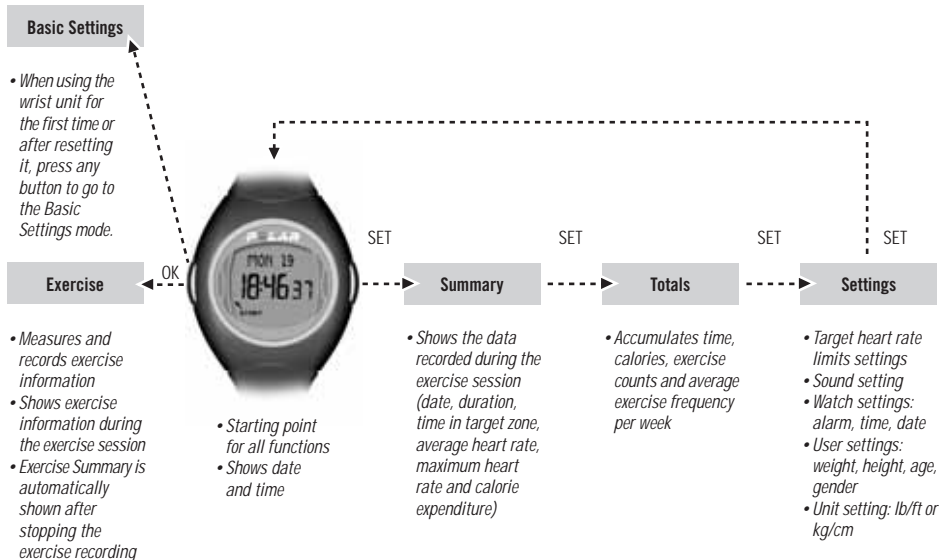 Basic Settings
• When using the
wrist unit for
the first time or
after resetting
it, press any
button to go to
the Basic
Settings mode.
OK
Exercise
• Measures and
records exercise
information
• Shows exercise
information during
the exercise session
• Exercise Summary is
automatically
shown after
stopping the
exercise recording
POLAR
MON 19
18:46 37
• Starting point
for all functions
• Shows date
and time
SET
Summary
• Shows the data
recorded during the
exercise session
(date, duration,
time in target zone,
average heart rate,
maximum heart
rate and calorie
expenditure)
SET
Totals
• Accumulates time,
calories, exercise
counts and average
exercise frequency
per week
SET
SET
Settings
• Target heart rate
limits settings
• Sound setting
• Watch settings:
alarm, time, date
• User settings:
weight, height, age,
gender
• Unit setting: lb/ft or
kg/cm